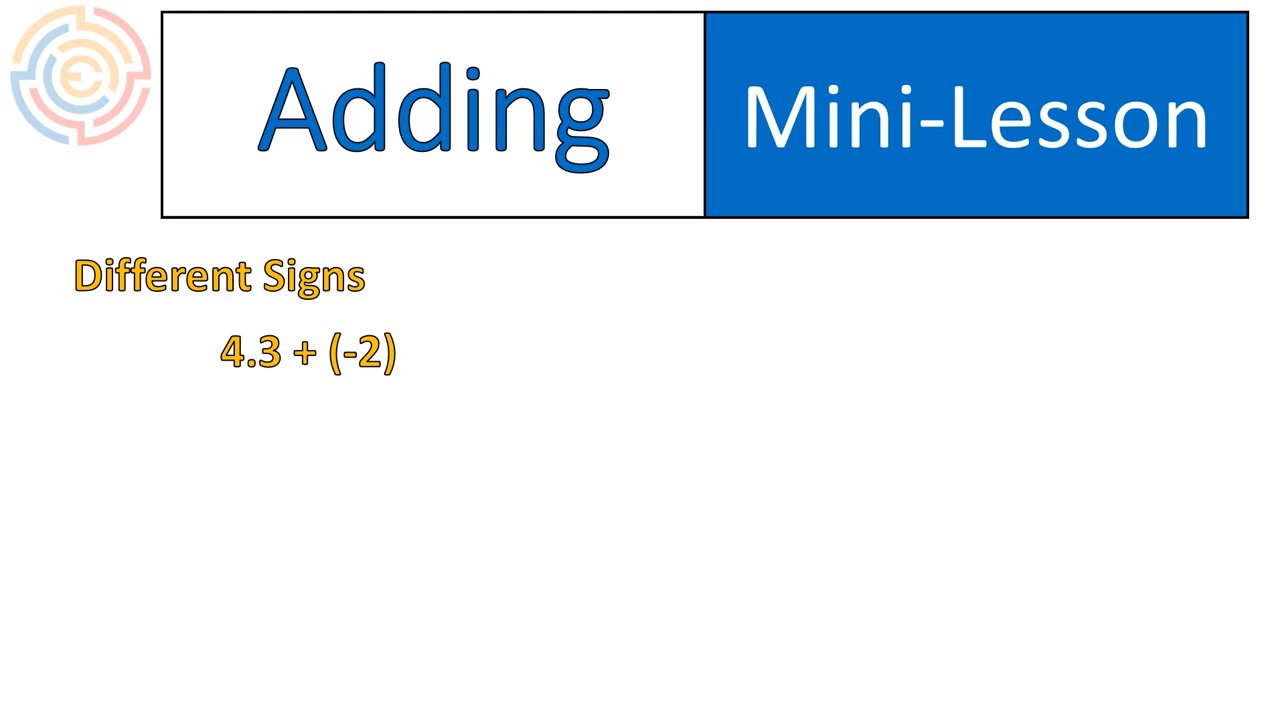 Adding
Mini-Lesson
Different Signs
4.3 + (-2)